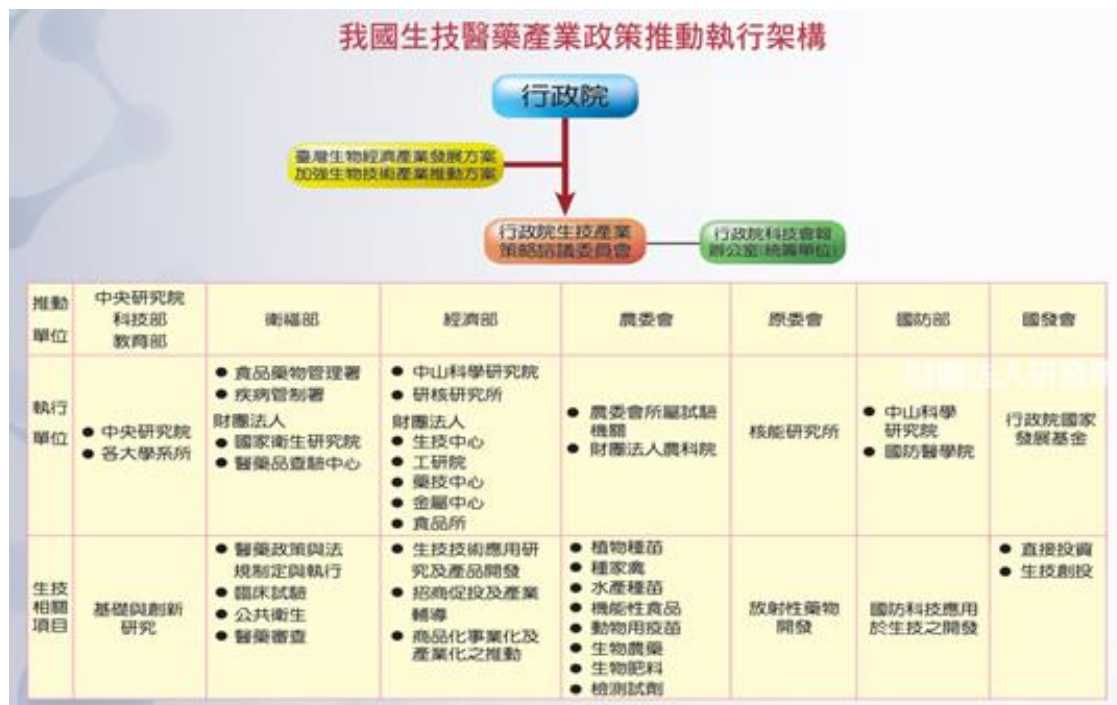 我國生技醫藥產業政策推動執行架構
行政院
臺灣生物經濟產業發展方案
加強生物技術產業推動方案
行政院生技產業
策略諮議委員會
行政院科技會報
辦公室(統籌單位)
推動
單位
中央研究院
科技部
教育部
衛福部
經濟部
農委會
原委會
國防部
國發會
執行
單位
● 中央研究院
● 各大學系所
● 食品藥物管理署
● 疾病管制署
財團法人
● 國家衛生研究院
● 醫藥品查驗中心
● 中山科學研究院
● 研核研究所
財團法人
● 生技中心
● 工研院
● 藥技中心
● 金屬中心
● 食品所
● 農委會所屬試驗
機關
● 財團法人農科院
核能研究所
● 中山科學
研究院
● 國防醫學院
行政院國家
發展基金
生技
相關
項目
基礎與創新
研究
● 醫藥政策與法
規制定與執行
● 臨床試驗
● 公共衛生
● 醫藥審查
● 生技技術應用研
究及產品開發
● 招商促投及產業
輔導
● 商品化事業化及
產業化之推動
● 植物種苗
● 種家禽
● 水產種苗
● 機能性食品
● 動物用疫苗
● 生物農藥
● 生物肥料
● 檢測試劑
放射性藥物
開發
國防科技應用
於生技之開發
● 直接投資
● 生技創投